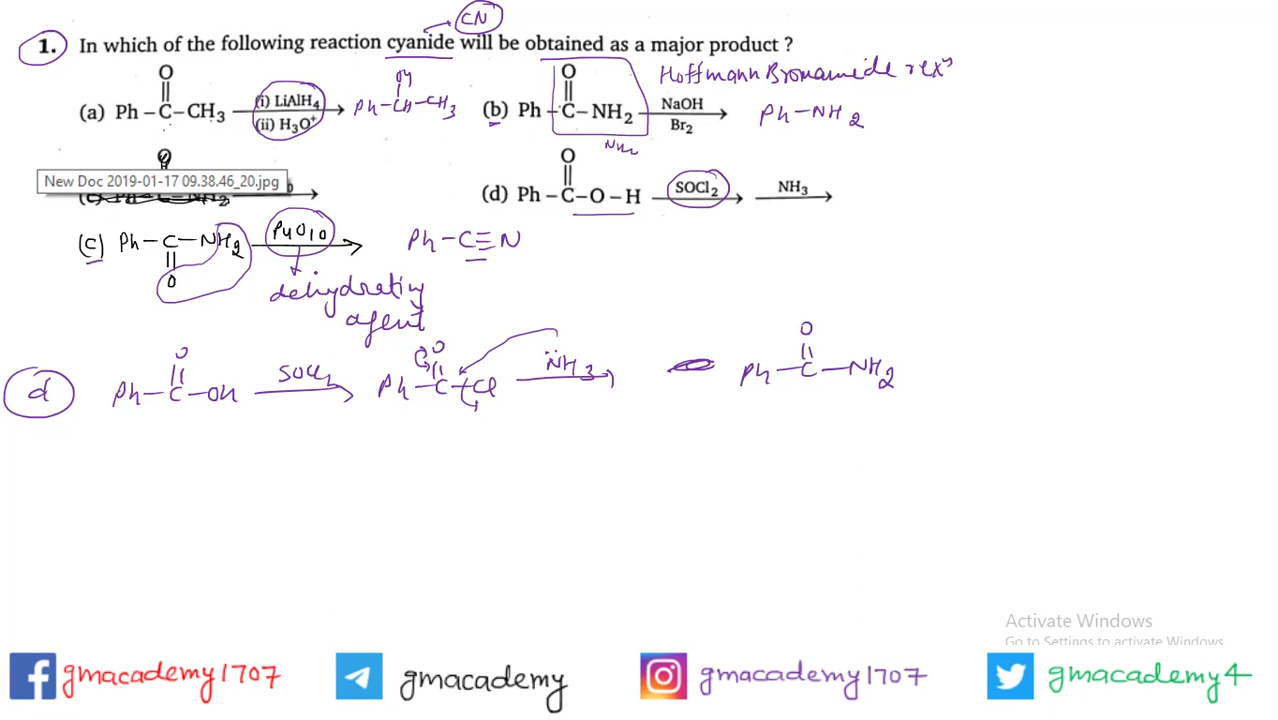 CN
1. In which of the following reaction cyanide will be obtained as a major product ?
O
(a) Ph – C – CH3 (i) LiAlH4 (ii) H3O+ Ph – CH – CH3
OH
O
(b) Ph – C – NH2 NaOH Br2 Ph – NH2
Hoffmann Bromamide rexn
NH2
New Doc 2019-01-17 09.38.46_20.jpg
O
(d) Ph – C – O – H SOCl2 NH3
(c) Ph – C – NH2 P4O10 Ph – C ≡ N
O
dehydrating
agent
d Ph – C – OH SOCl2 Ph – C – Cl NH3 Ph – C – NH2
O O O
Activate Windows
Go to Settings to activate Windows.
gmacademy1707 gmacademy gmacademy1707 gmacademy4